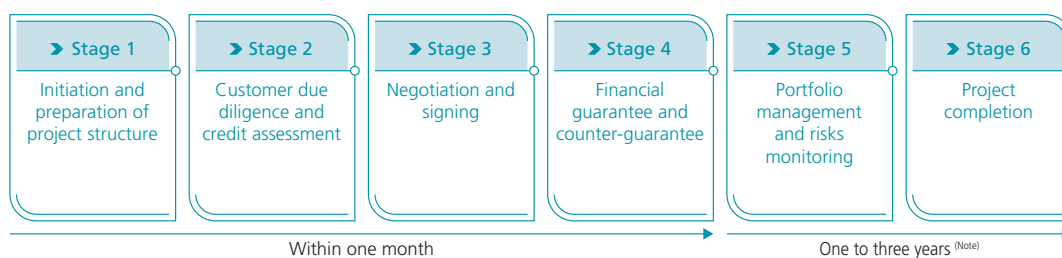 Stage 1
Initiation and
preparation of
project structure
Stage 2
Customer due
diligence and
credit assessment
Stage 3
Negotiation and
signing
Stage 4
Financial
guarantee and
counter-guarantee
Stage 5
Portfolio
management
and risks
monitoring
Stage 6
Project
completion
Within one month
One to three years (Note)